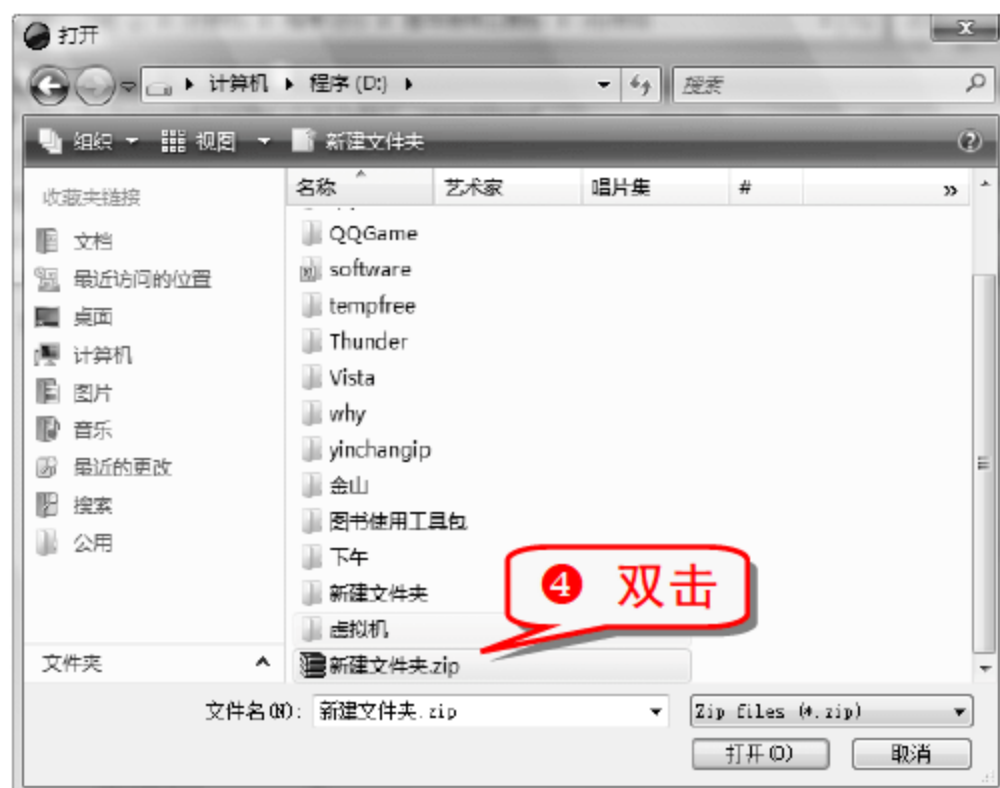 打开
计算机 程序 (D:)
搜索
组织 视图 新建文件夹
收藏夹链接
文档
最近访问的位置
桌面
计算机
图片
音乐
最近的更改
搜索
公用
文件夹
名称 艺术家 唱片集 # »
QQGame
software
tempfree
Thunder
Vista
why
yinchangip
金山
图书使用工具包
下午
新建文件夹
虚拟机
新建文件夹.zip
4 双击
文件名(N): 新建文件夹.zip Zip files (*.zip)
打开(O) 取消